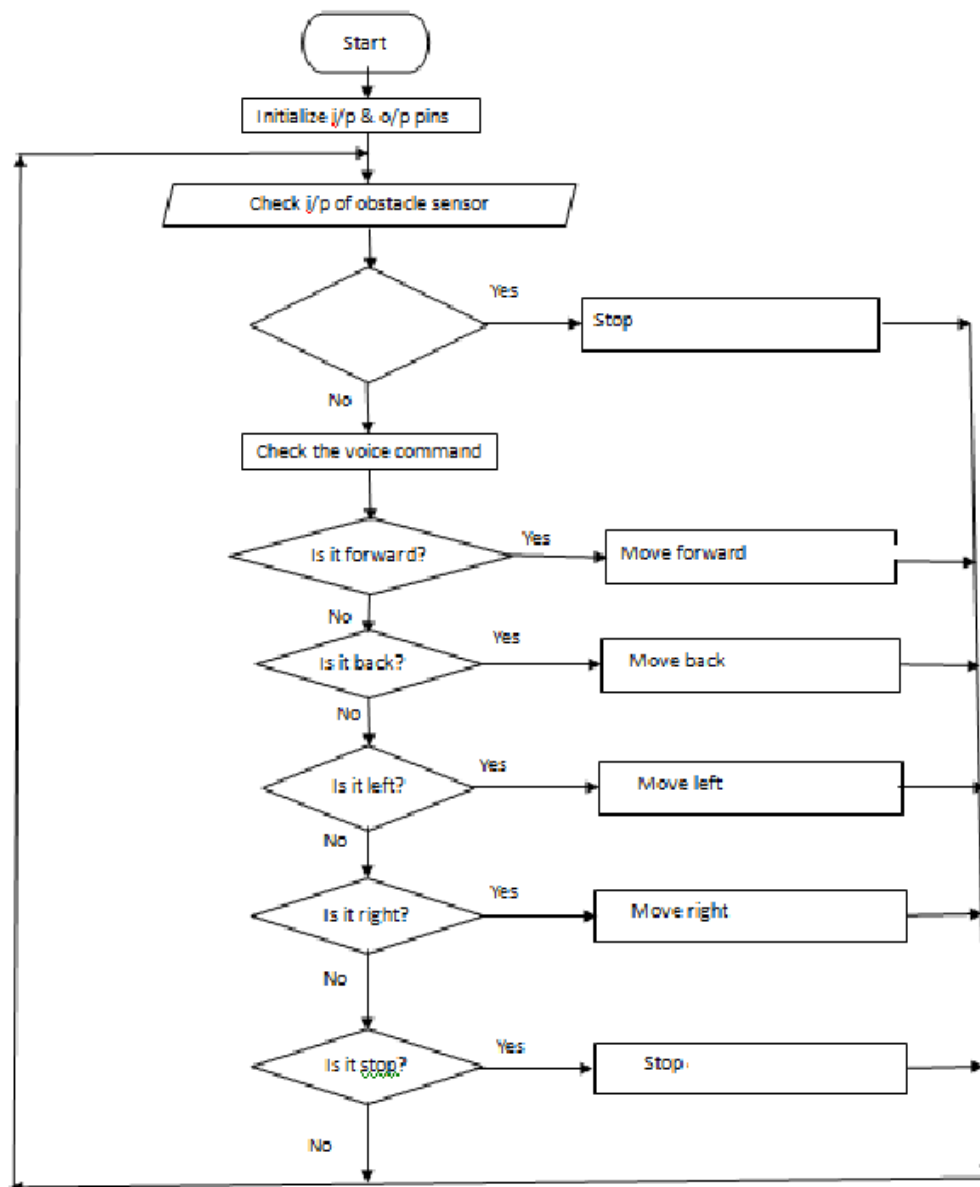 Start
Initialize i/p & o/p pins
Check i/p of obstacle sensor
Yes
Stop
No
Check the voice command
Is it forward?
Yes
Move forward
No
Is it back?
Yes
Move back
No
Is it left?
Yes
Move left
No
Is it right?
Yes
Move right
No
Is it stop?
Yes
Stop
No